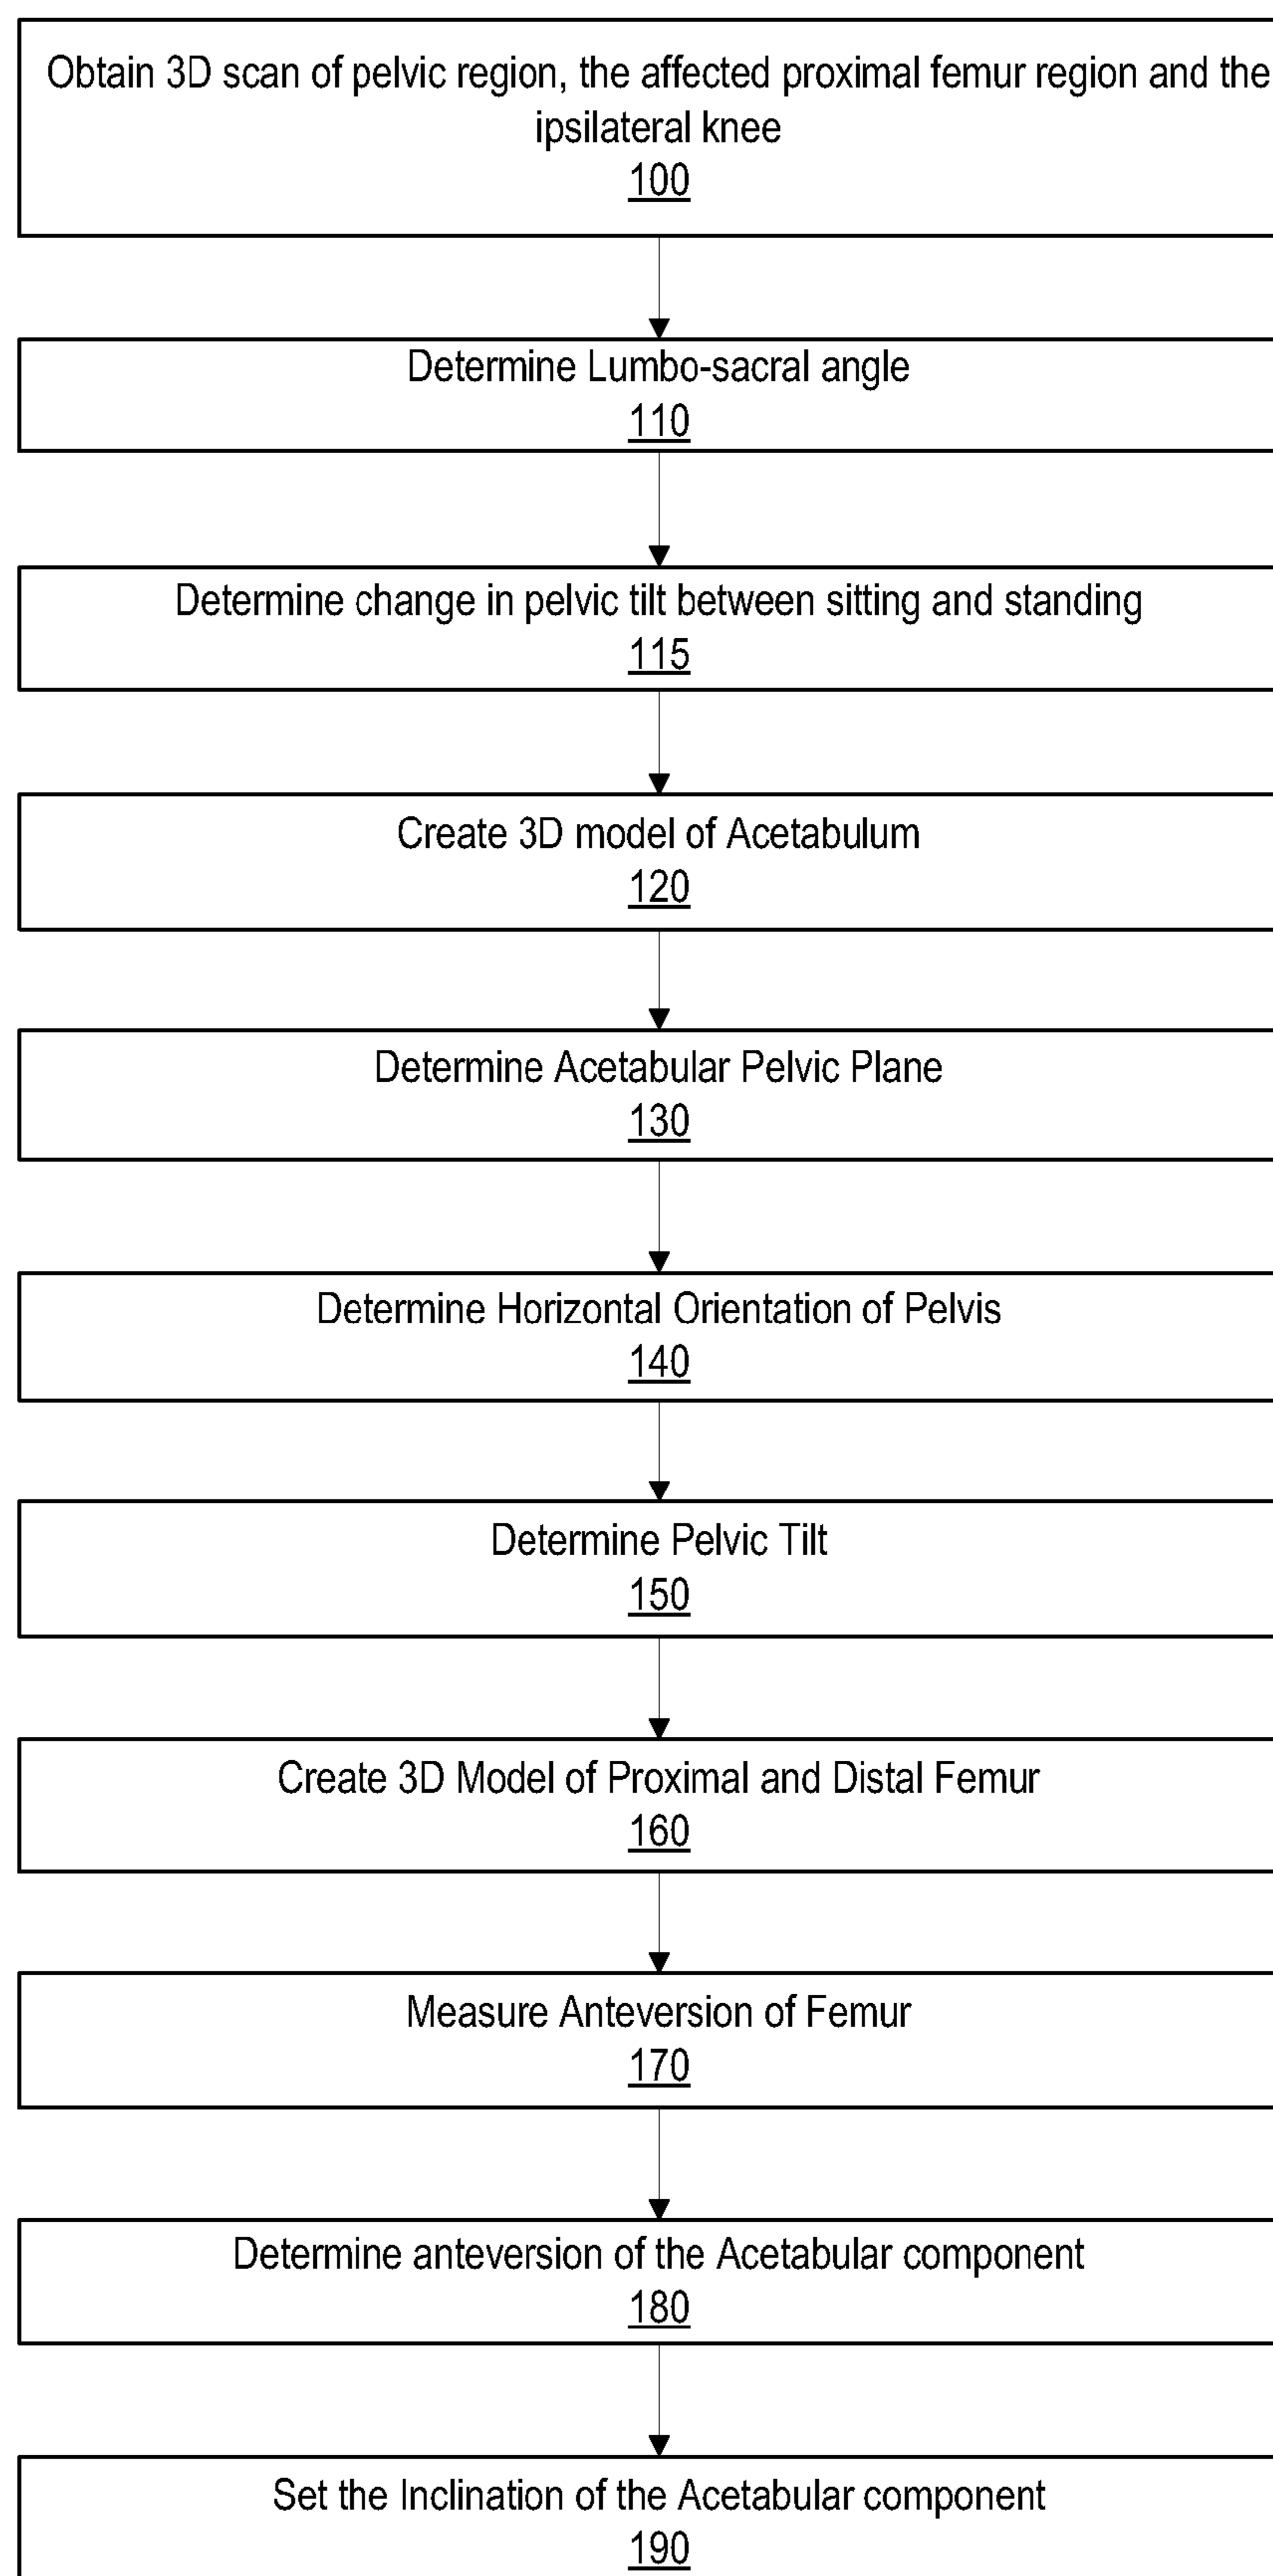 Obtain 3D scan of pelvic region, the affected proximal femur region and the
ipsilateral knee
100
Determine Lumbo-sacral angle
110
Determine change in pelvic tilt between sitting and standing
115
Create 3D model of Acetabulum
120
Determine Acetabular Pelvic Plane
130
Determine Horizontal Orientation of Pelvis
140
Determine Pelvic Tilt
150
Create 3D Model of Proximal and Distal Femur
160
Measure Anteversion of Femur
170
Determine anteversion of the Acetabular component
180
Set the Inclination of the Acetabular component
190